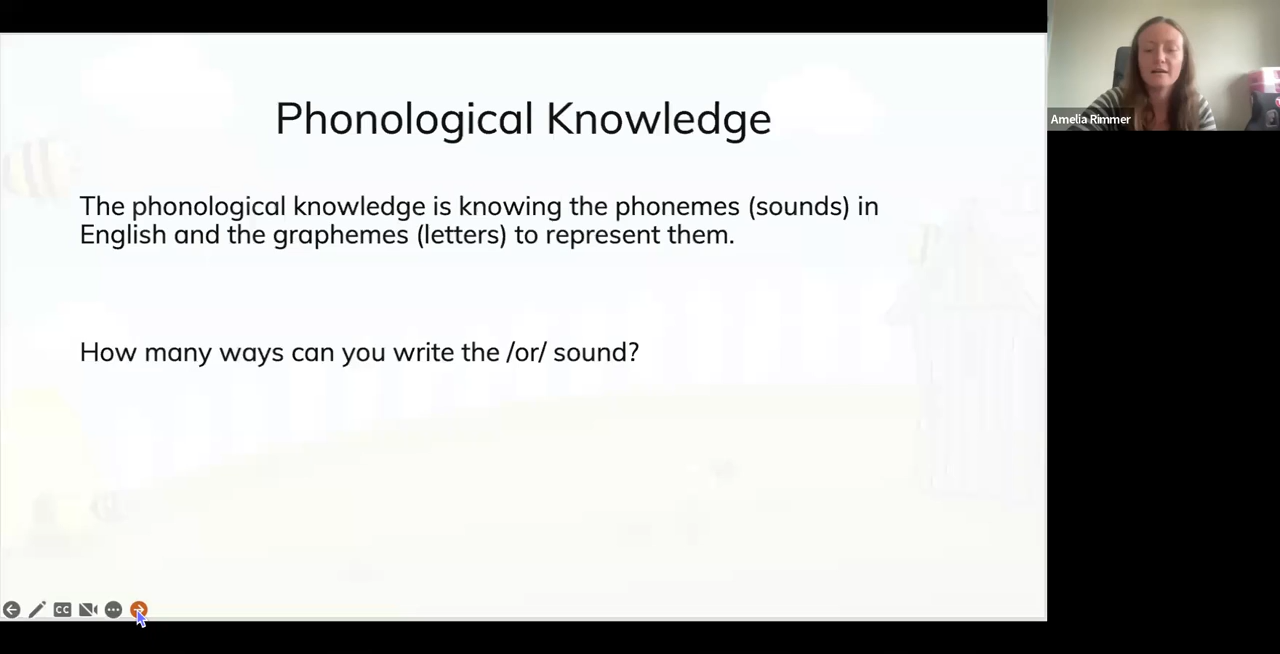 Phonological Knowledge
The phonological knowledge is knowing the phonemes (sounds) in
English and the graphemes (letters) to represent them.
How many ways can you write the /or/ sound?
CC
Amelia Rimmer